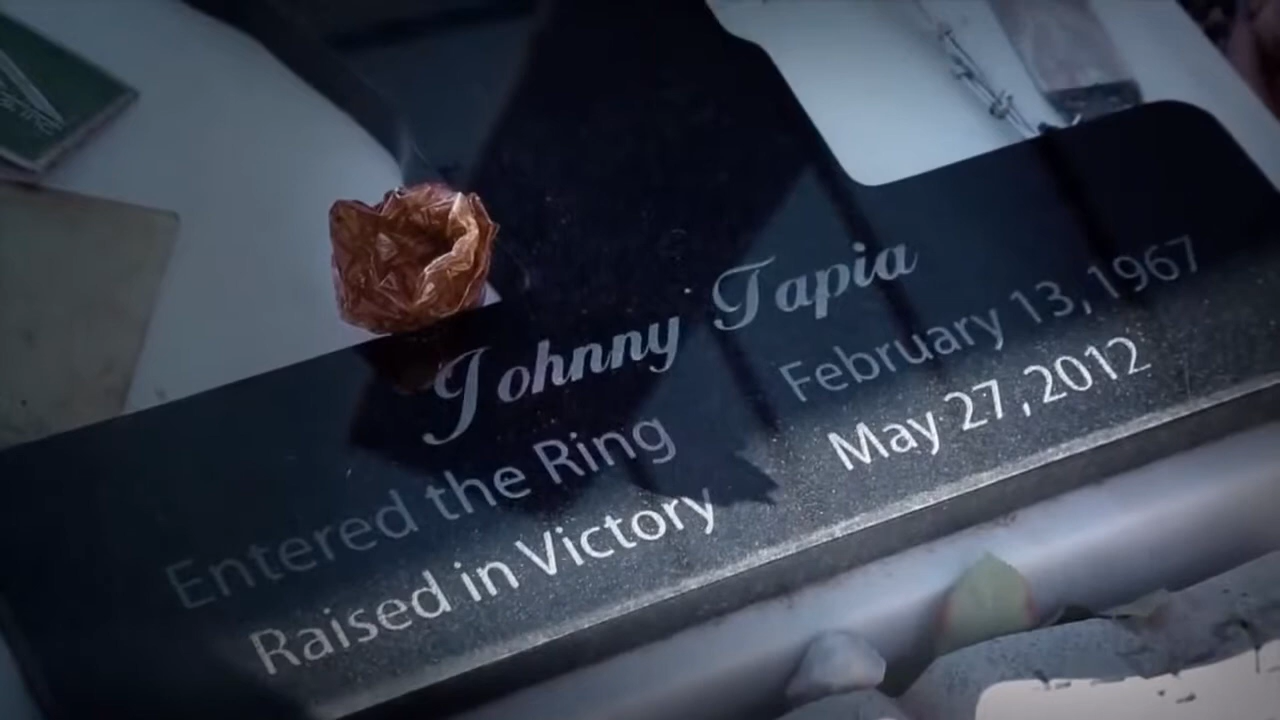 Johnny Tapia
Entered the Ring February 13, 1967
Raised in Victory May 27, 2012